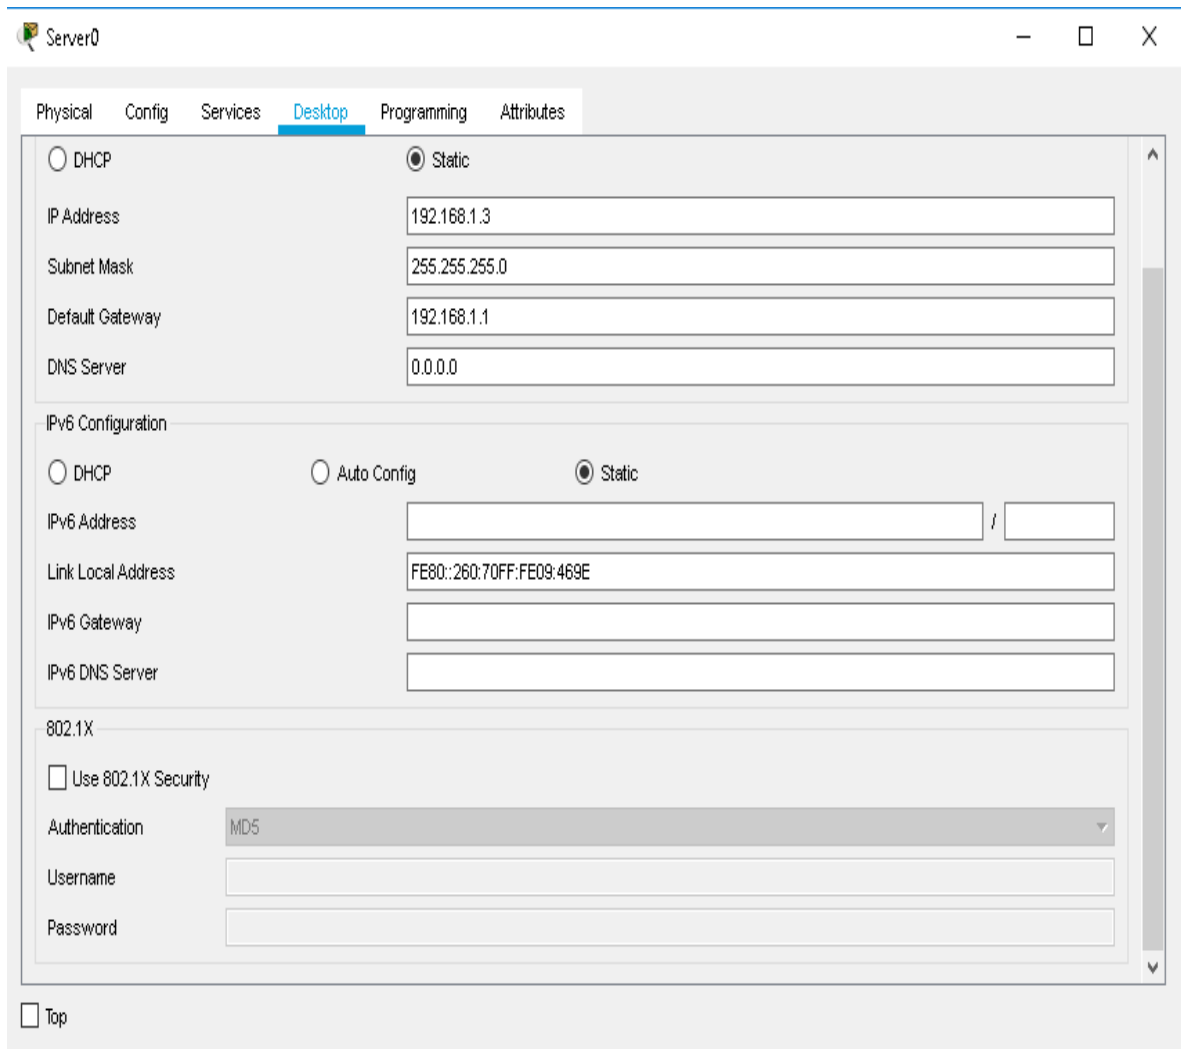 Server0
Physical Config Services Desktop Programming Attributes
DHCP Static
IP Address 192.168.1.3
Subnet Mask 255.255.255.0
Default Gateway 192.168.1.1
DNS Server 0.0.0.0
IPv6 Configuration
DHCP Auto Config Static
IPv6 Address /
Link Local Address FE80::260:70FF:FE09:469E
IPv6 Gateway
IPv6 DNS Server
802.1X
Use 802.1X Security
Authentication MD5
Username
Password
Top